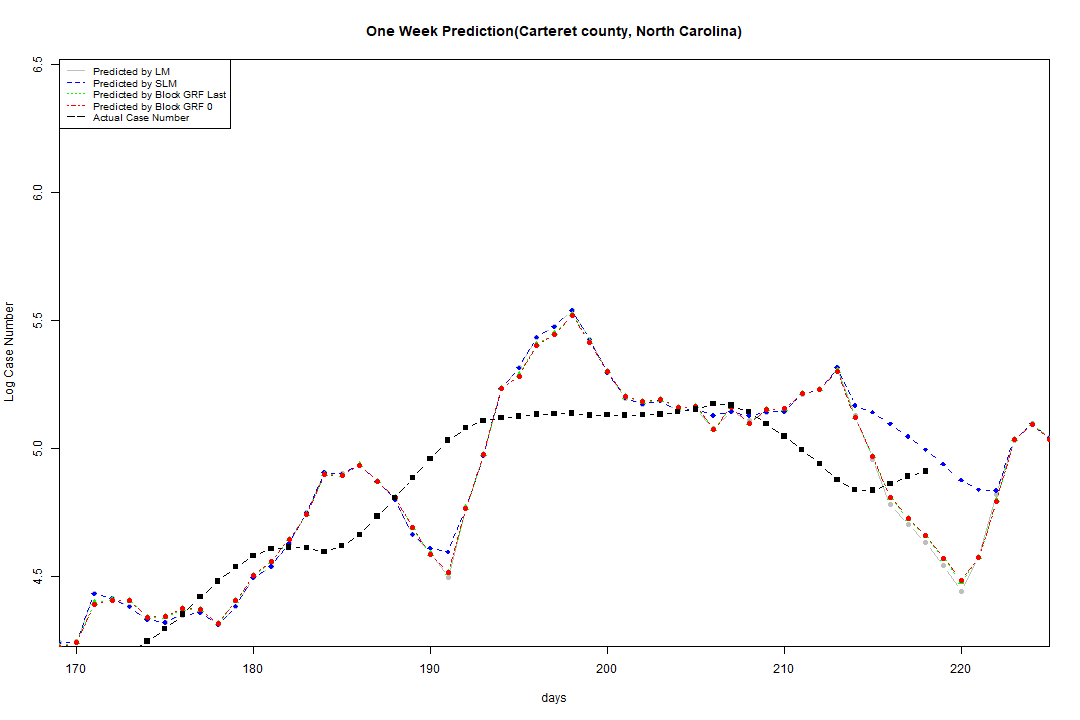 One Week Prediction(Carteret county, North Carolina)
6.5
Predicted by LM
Predicted by SLM
Predicted by Block GRF Last
Predicted by Block GRF 0
Actual Case Number
6.0
5.5
5.0
4.5
Log Case Number
170 180 190 200 210 220
days